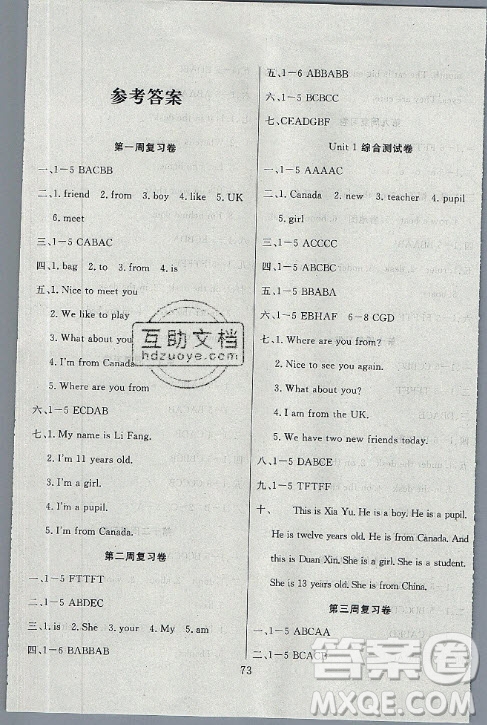 参考答案
第一周复习卷
一、1-5 BACBB
二、1. friend 2. from 3. boy 4. like 5. UK
6. meet
三、1-5 CABAC
四、1. bag 2. to 3. from 4. is
五、1. Nice to meet you
2. We like to play
3. What about you
4. I'm from Canada.
5. Where are you from
六、1-5 ECDAB
七、1. My name is Li Fang.
2. I'm 11 years old.
3. I'm a girl.
4. I'm a pupil.
5. I'm from Canada.
第二周复习卷
一、1-5 FTTFT
二、1-5 ABDEC
三、1. is 2. She 3. your 4. My 5. am
四、1-6 BABBAB
五、1-6 ABBABB
六、1-5 BCBCC
七、CEADGBF
Unit 1 综合测试卷
一、1-5 AAAAC
二、1. Canada 2. new 3. teacher 4. pupil
5. girl
三、1-5 ACCCC
四、1-5 ABCBC
五、1-5 BBABA
六、1-5 EBHAF 6-8 CGD
七、1. Where are you from?
2. Nice to see you again.
3. What about you?
4. I am from the UK.
5. We have two new friends today.
八、1-5 DABCE
九、1-5 TFTFF
十、 This is Xia Yu. He is a boy. He is a pupil.
He is twelve years old. He is from Canada. And
this is Duan Xin. She is a girl. She is a student.
She is 13 years old. She is from China.
第三周复习卷
一、1-5 ABCAA
二、1-5 BCACB
73
互助文档
hdzuoye.com
答案圈
MXQE.COM